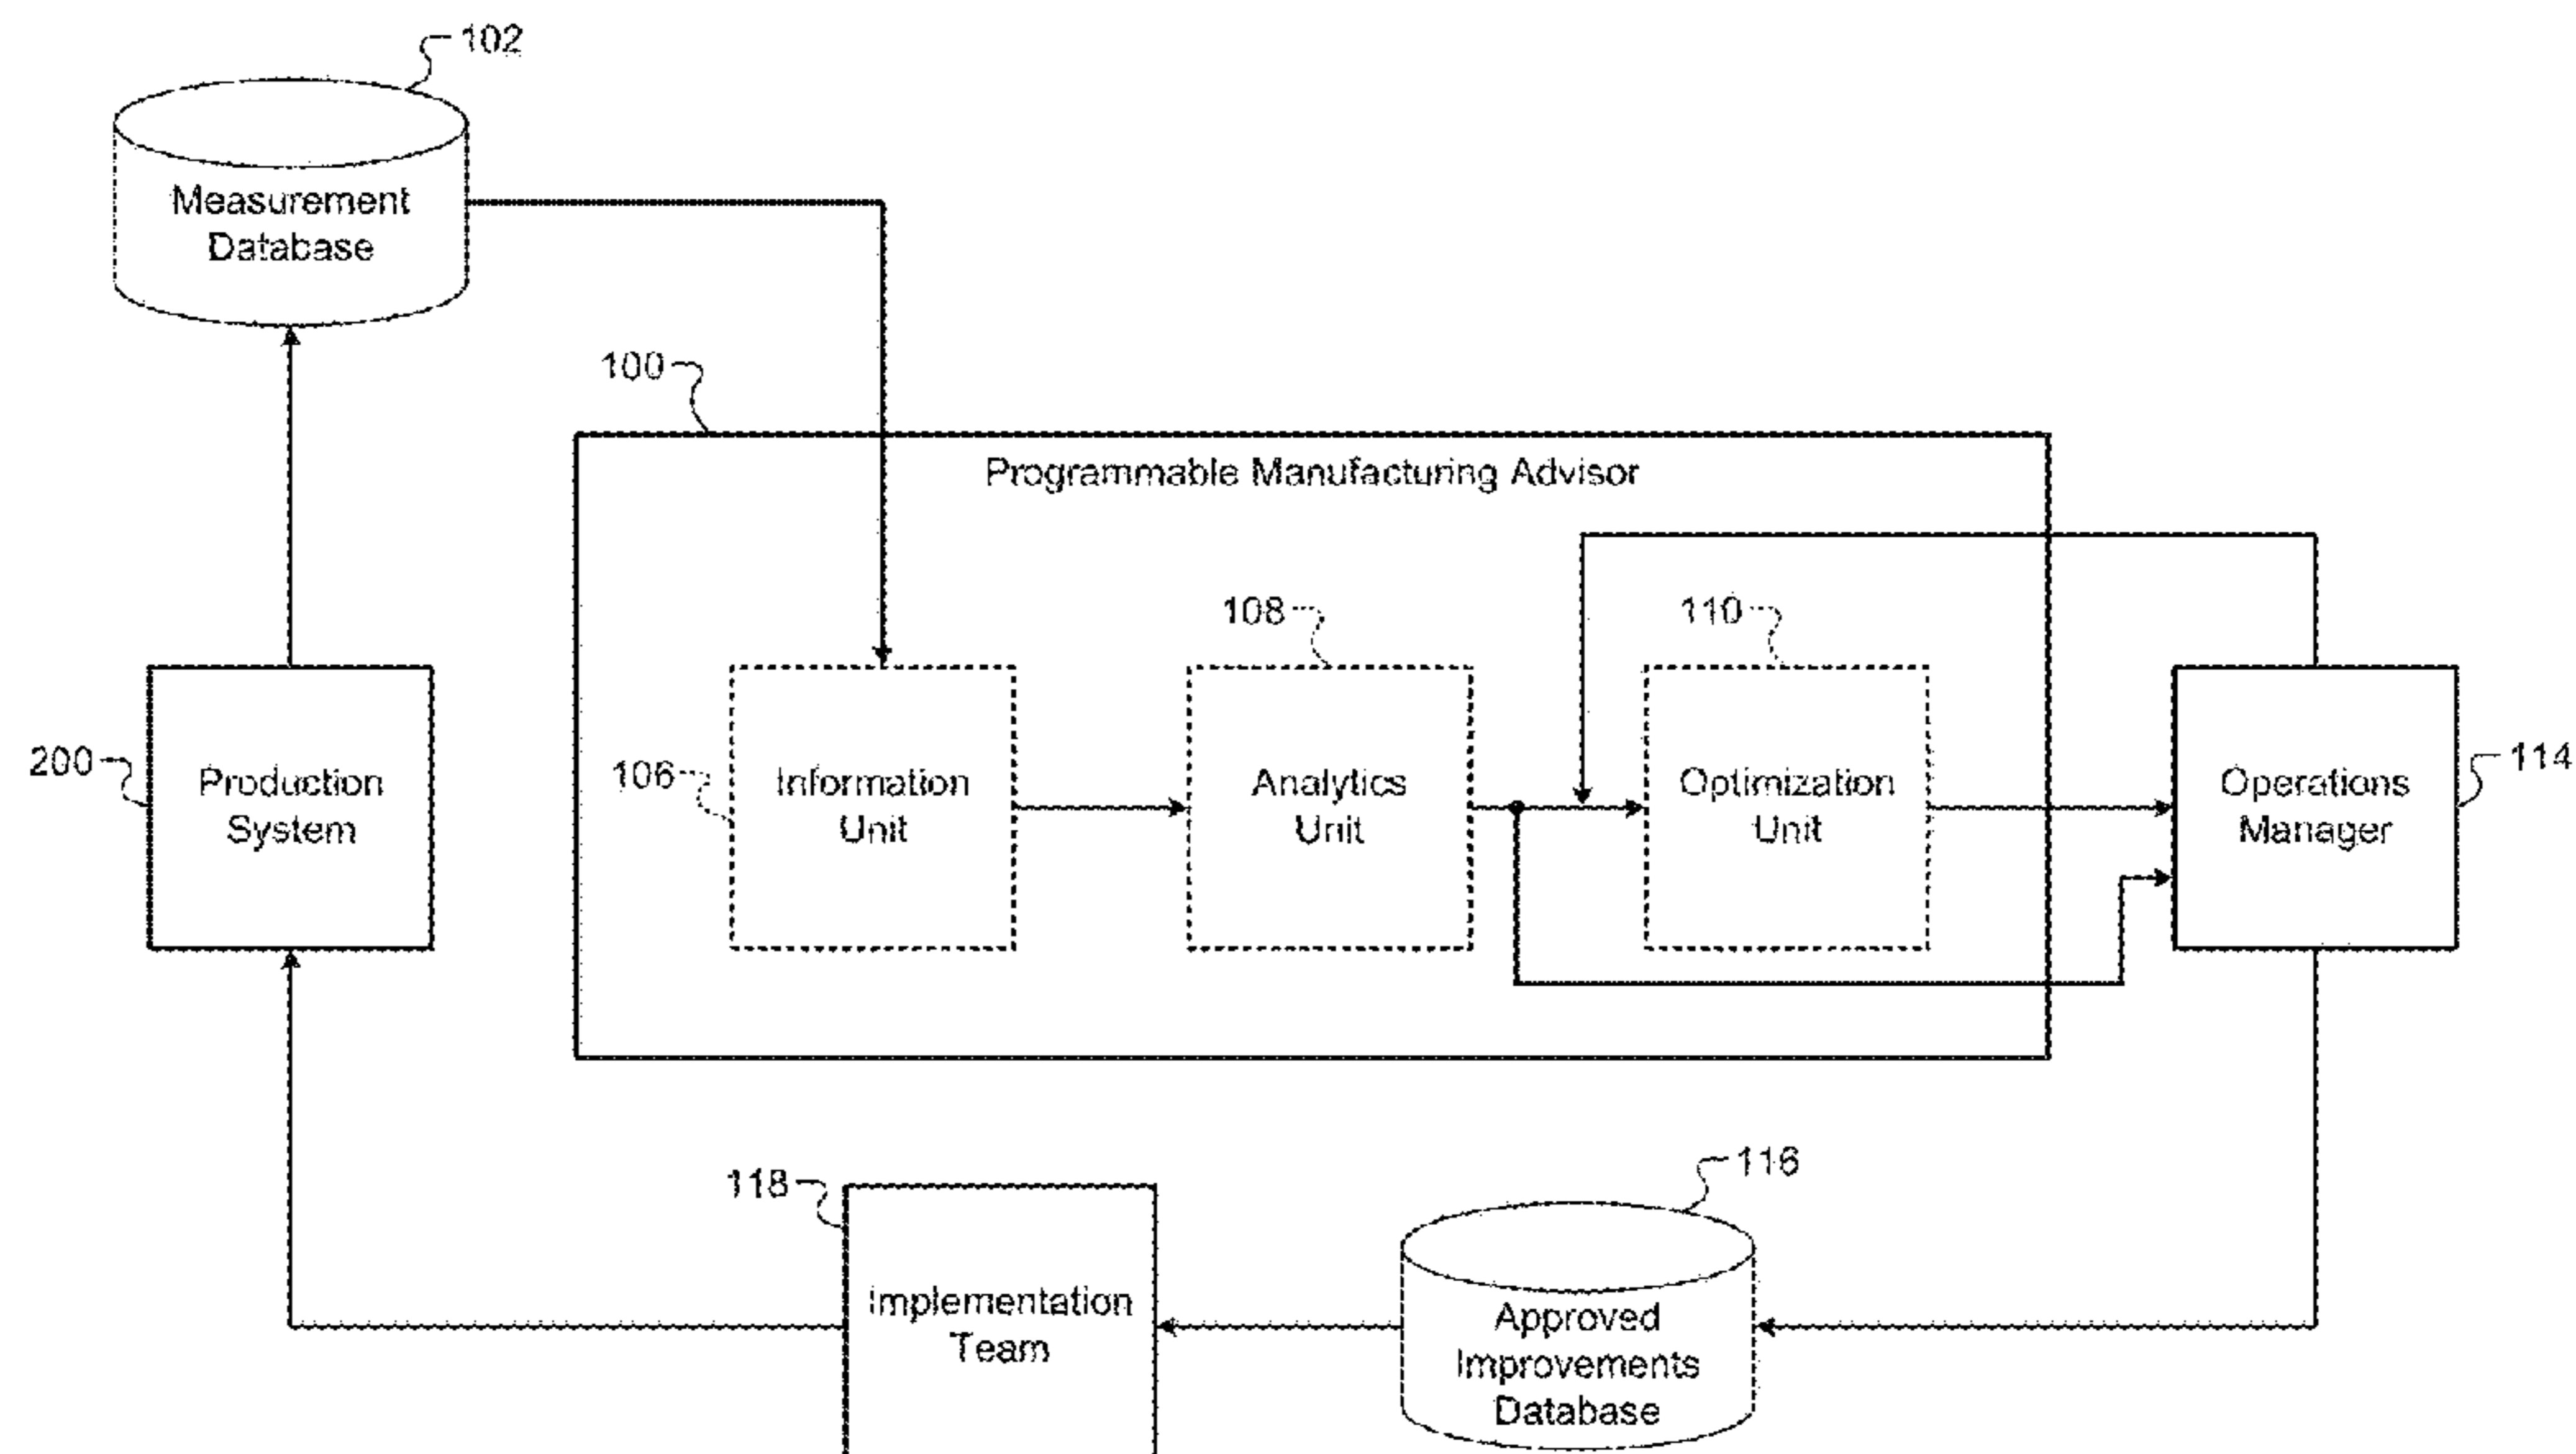 102
Measurement
Database
100
Programmable Manufacturing Advisor
108
110
200
Production
System
106
Information
Unit
Analytics
Unit
Optimization
Unit
Operations
Manager
114
118
Implementation
Team
116
Approved
Improvements
Database